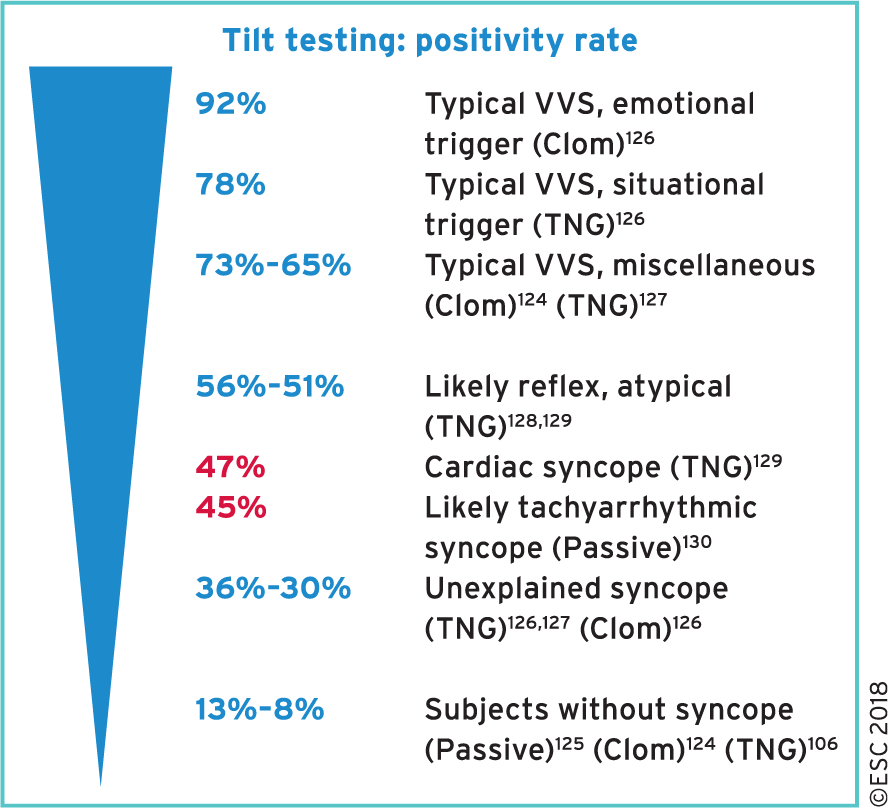 Tilt testing: positivity rate
92% Typical VVS, emotional
trigger (Clom)126
78% Typical VVS, situational
trigger (TNG)126
73%-65% Typical VVS, miscellaneous
(Clom)124 (TNG)127
56%-51% Likely reflex, atypical
(TNG)128,129
47% Cardiac syncope (TNG)129
45% Likely tachyarrhythmic
syncope (Passive)130
36%-30% Unexplained syncope
(TNG)126,127 (Clom)126
13%-8% Subjects without syncope
(Passive)125 (Clom)124 (TNG)106
©ESC 2018